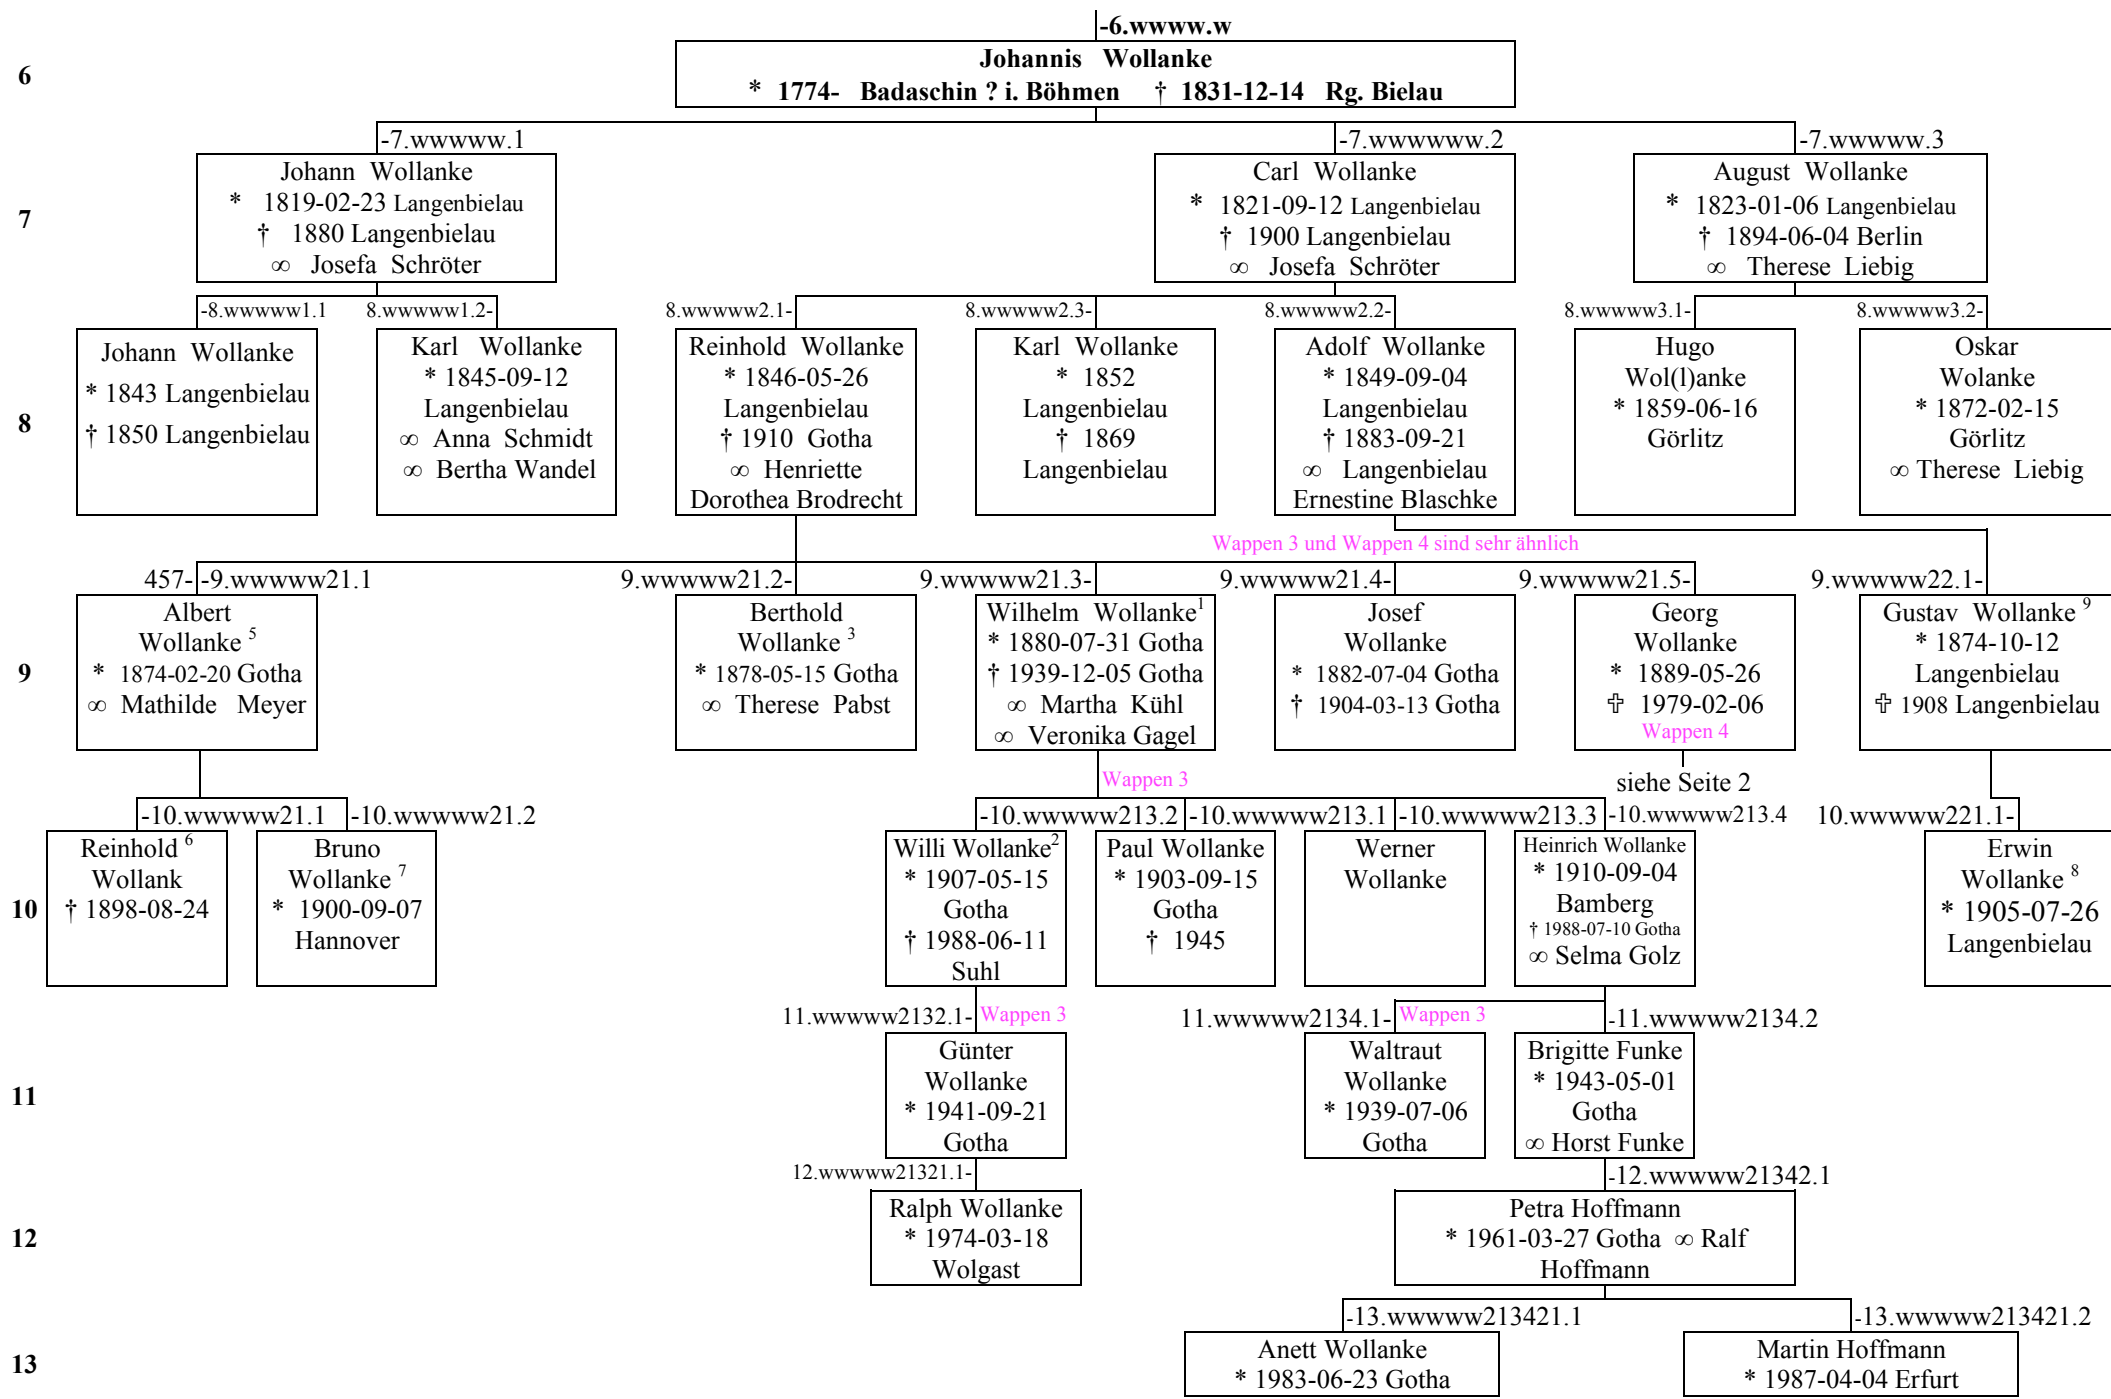 -6.wwww.w
6
Johannis Wollanke
* 1774- Badaschin ? i. Böhmen † 1831-12-14 Rg. Bielau
-7.wwwww.1
-7.wwwwww.2
-7.wwwww.3
7
Johann Wollanke
* 1819-02-23 Langenbielau
† 1880 Langenbielau
∞ Josefa Schröter
Carl Wollanke
* 1821-09-12 Langenbielau
† 1900 Langenbielau
∞ Josefa Schröter
August Wollanke
* 1823-01-06 Langenbielau
† 1894-06-04 Berlin
∞ Therese Liebig
-8.wwwww1.1
8.wwwww1.2-
8.wwwww2.1-
8.wwwww2.3-
8.wwwww2.2-
8.wwwww3.1-
8.wwwww3.2-
8
Johann Wollanke
* 1843 Langenbielau
† 1850 Langenbielau
Karl Wollanke
* 1845-09-12
Langenbielau
∞ Anna Schmidt
∞ Bertha Wandel
Reinhold Wollanke
* 1846-05-26
Langenbielau
† 1910 Gotha
∞ Henriette
Dorothea Brodrecht
Karl Wollanke
* 1852
Langenbielau
† 1869
Langenbielau
Adolf Wollanke
* 1849-09-04
Langenbielau
† 1883-09-21
∞ Langenbielau
Ernestine Blaschke
Hugo
Wol(l)anke
* 1859-06-16
Görlitz
Oskar
Wolanke
* 1872-02-15
Görlitz
∞ Therese Liebig
Wappen 3 und Wappen 4 sind sehr ähnlich
457- -9.wwwww21.1
9.wwwww21.2-
9.wwwww21.3-
9.wwwww21.4-
9.wwwww21.5-
9.wwwww22.1-
9
Albert
Wollanke 5
* 1874-02-20 Gotha
∞ Mathilde Meyer
Berthold
Wollanke 3
* 1878-05-15 Gotha
∞ Therese Pabst
Wilhelm Wollanke1
* 1880-07-31 Gotha
† 1939-12-05 Gotha
∞ Martha Kühl
∞ Veronika Gagel
Josef
Wollanke
* 1882-07-04 Gotha
† 1904-03-13 Gotha
Georg
Wollanke
* 1889-05-26
✞ 1979-02-06
Wappen 4
Gustav Wollanke 9
* 1874-10-12
Langenbielau
✞ 1908 Langenbielau
Wappen 3
siehe Seite 2
-10.wwwww21.1
-10.wwwww21.2
-10.wwwww213.2
-10.wwwww213.1
-10.wwwww213.3
-10.wwwww213.4
10.wwwww221.1-
10
Reinhold 6
Wollank
† 1898-08-24
Bruno
Wollanke 7
* 1900-09-07
Hannover
Willi Wollanke2
* 1907-05-15
Gotha
† 1988-06-11
Suhl
Paul Wollanke
* 1903-09-15
Gotha
† 1945
Werner
Wollanke
Heinrich Wollanke
* 1910-09-04
Bamberg
† 1988-07-10 Gotha
∞ Selma Golz
Erwin
Wollanke 8
* 1905-07-26
Langenbielau
11.wwwww2132.1- Wappen 3
11.wwwww2134.1- Wappen 3
-11.wwwww2134.2
11
Günter
Wollanke
* 1941-09-21
Gotha
Waltraut
Wollanke
* 1939-07-06
Gotha
Brigitte Funke
* 1943-05-01
Gotha
∞ Horst Funke
12.wwwww21321.1-
-12.wwwww21342.1
12
Ralph Wollanke
* 1974-03-18
Wolgast
Petra Hoffmann
* 1961-03-27 Gotha ∞ Ralf
Hoffmann
-13.wwwww213421.1
-13.wwwww213421.2
13
Anett Wollanke
* 1983-06-23 Gotha
Martin Hoffmann
* 1987-04-04 Erfurt